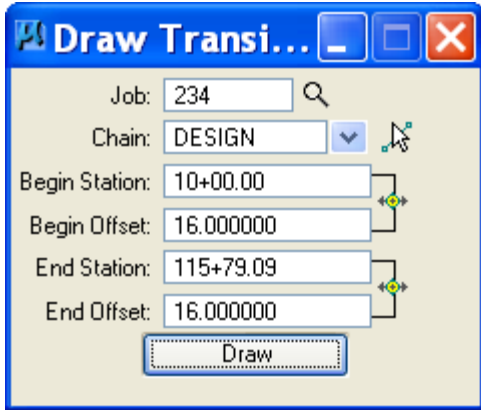 Draw Transi...
Job: 234
Chain: DESIGN
Begin Station: 10+00.00
Begin Offset: 16.000000
End Station: 115+79.09
End Offset: 16.000000
Draw